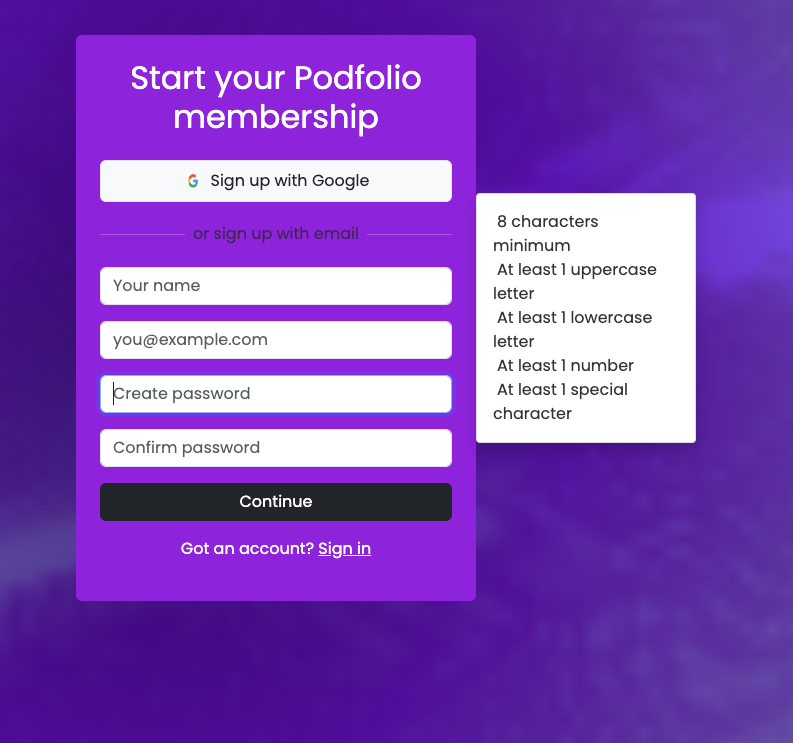 Start your Podfolio
membership
Sign up with Google
or sign up with email
Your name
you@example.com
Create password
Confirm password
Continue
Got an account? Sign in
8 characters
minimum
At least 1 uppercase
letter
At least 1 lowercase
letter
At least 1 number
At least 1 special
character